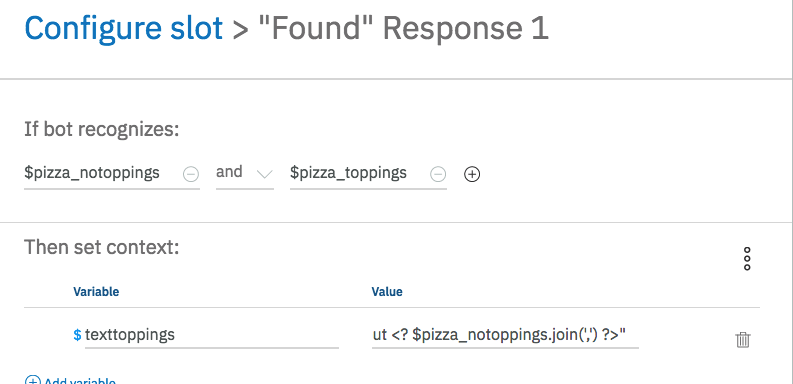 Configure slot > "Found" Response 1
If bot recognizes:
$pizza_notoppings and $pizza_toppings
Then set context:
Variable Value
$ texttoppings ut <? $pizza_notoppings.join(',') ?>"
Add variable